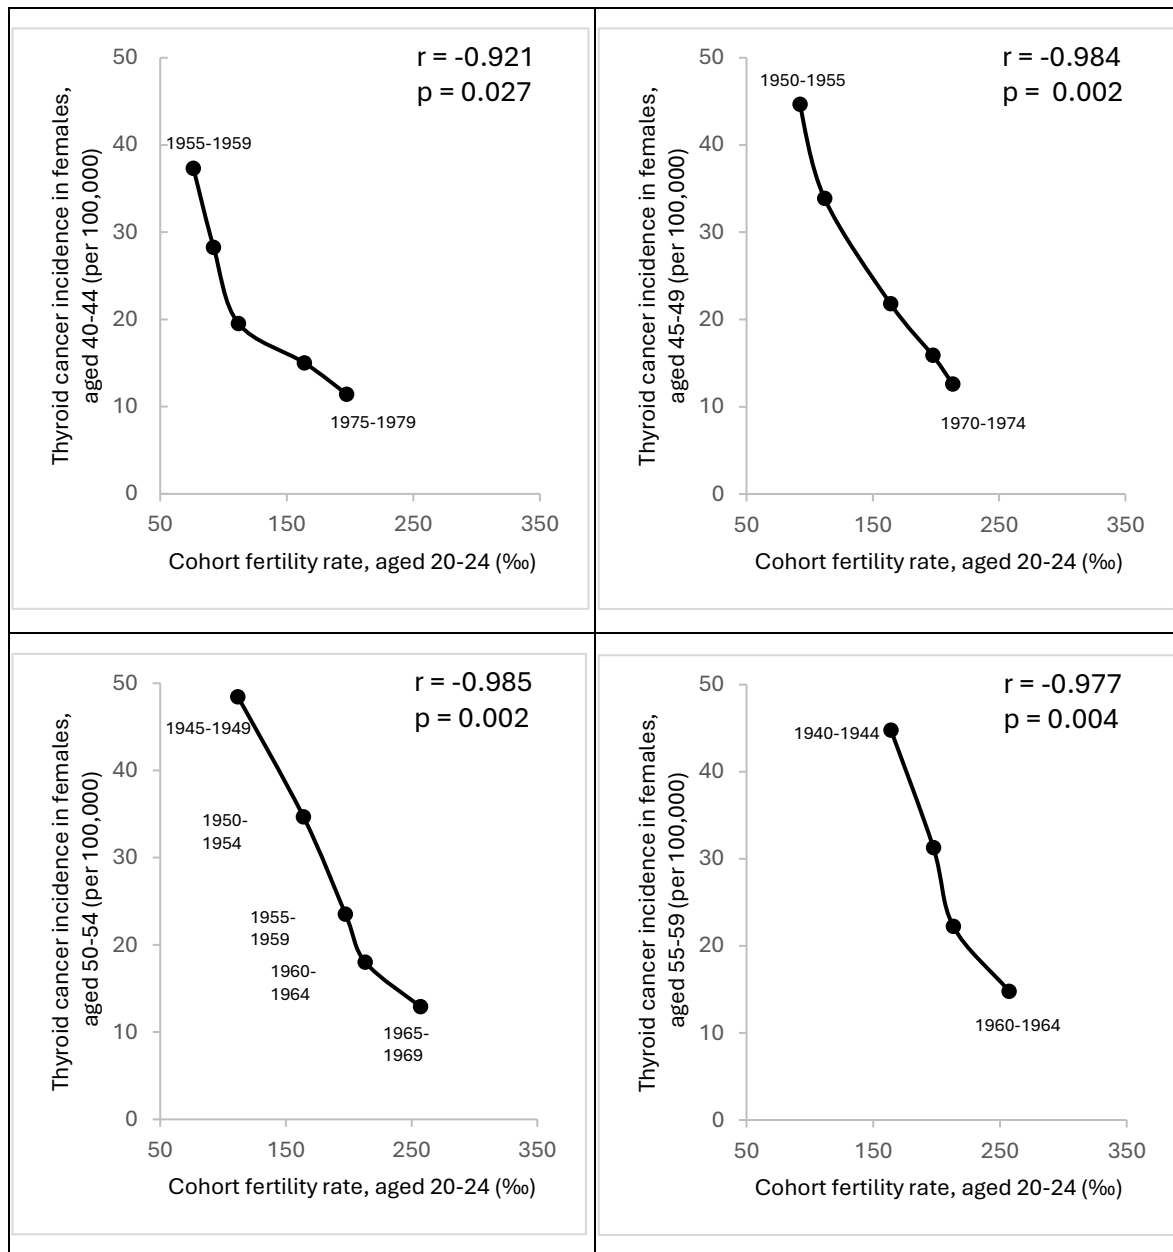 r = -0.921
p = 0.027
Thyroid cancer incidence in females,
aged 40-44 (per 100,000)
50
40
30
20
10
0
1955-1959
1975-1979
50 150 250 350
Cohort fertility rate, aged 20-24 (‰)
r = -0.984
p = 0.002
Thyroid cancer incidence in females,
aged 45-49 (per 100,000)
50
40
30
20
10
0
1950-1955
1970-1974
50 150 250 350
Cohort fertility rate, aged 20-24 (‰)
r = -0.985
p = 0.002
Thyroid cancer incidence in females,
aged 50-54 (per 100,000)
50
40
30
20
10
0
1945-1949
1950-
1954
1955-
1959
1960-
1964
1965-
1969
50 150 250 350
Cohort fertility rate, aged 20-24 (‰)
r = -0.977
p = 0.004
Thyroid cancer incidence in females,
aged 55-59 (per 100,000)
50
40
30
20
10
0
1940-1944
1960-1964
50 150 250 350
Cohort fertility rate, aged 20-24 (‰)